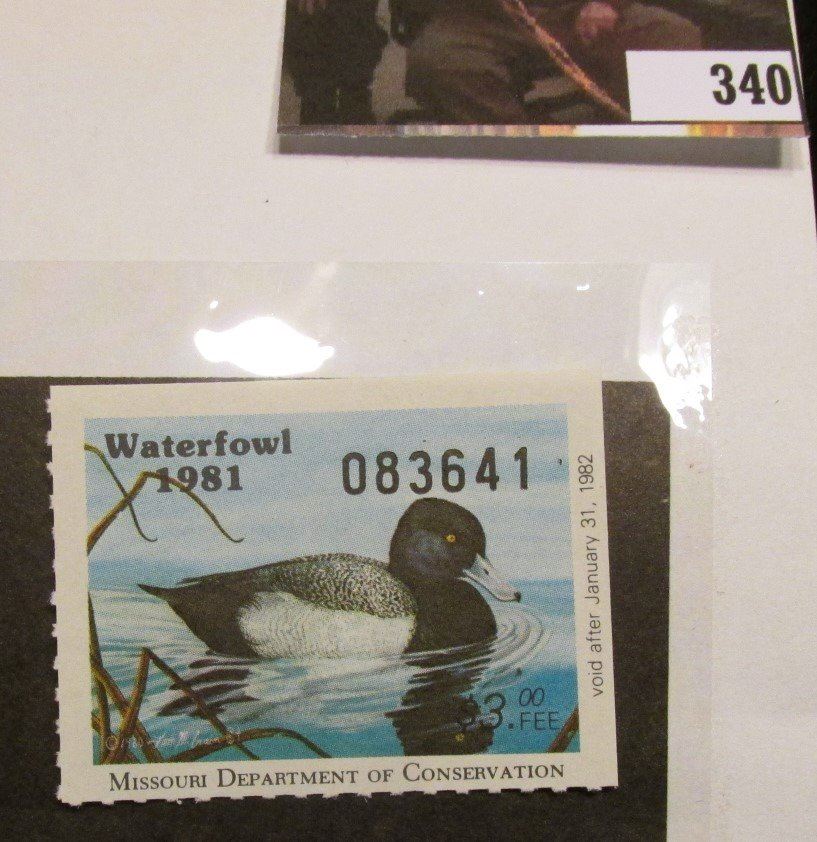 340
Waterfowl
1981
083641
void after January 31, 1982
$3.00
FEE
MISSOURI DEPARTMENT OF CONSERVATION